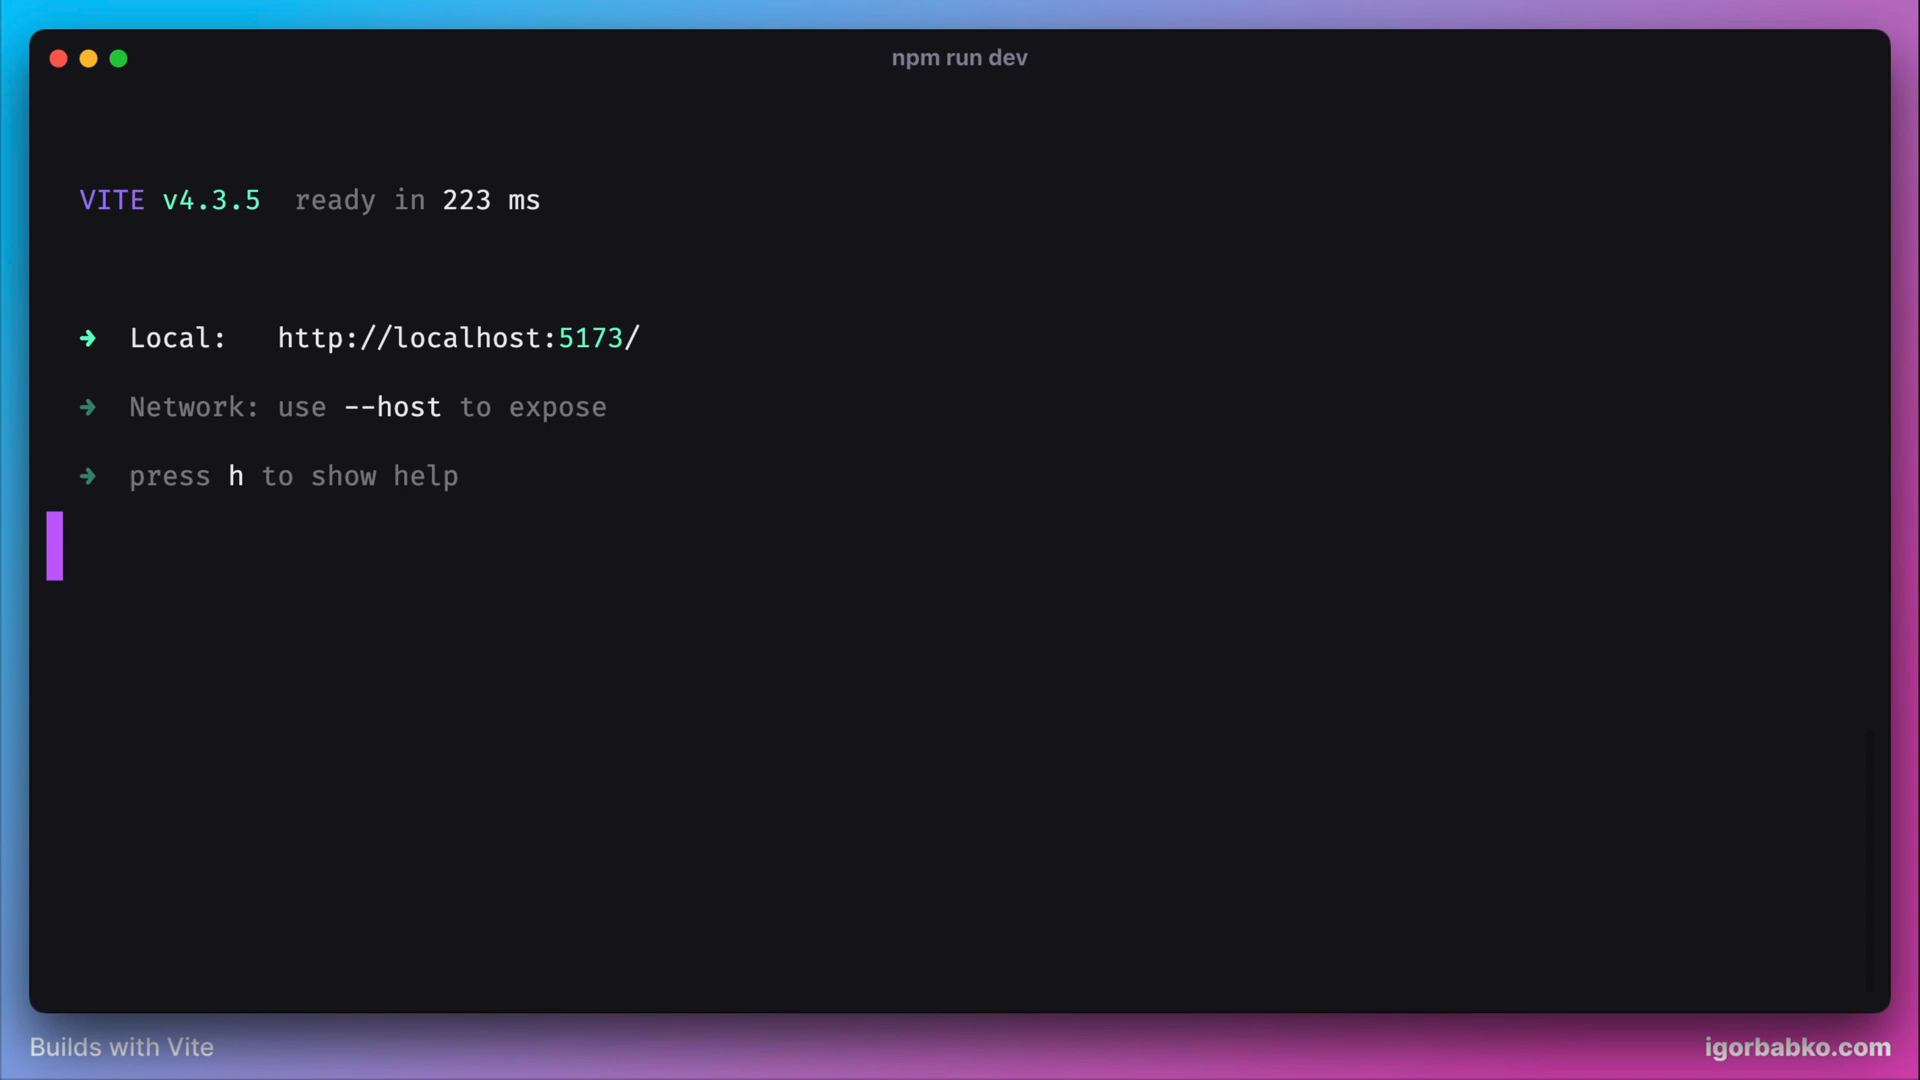 npm run dev
VITE v4.3.5 ready in 223 ms
➜ Local: http://localhost:5173/
➜ Network: use --host to expose
➜ press h to show help
Builds with Vite
igorbabko.com